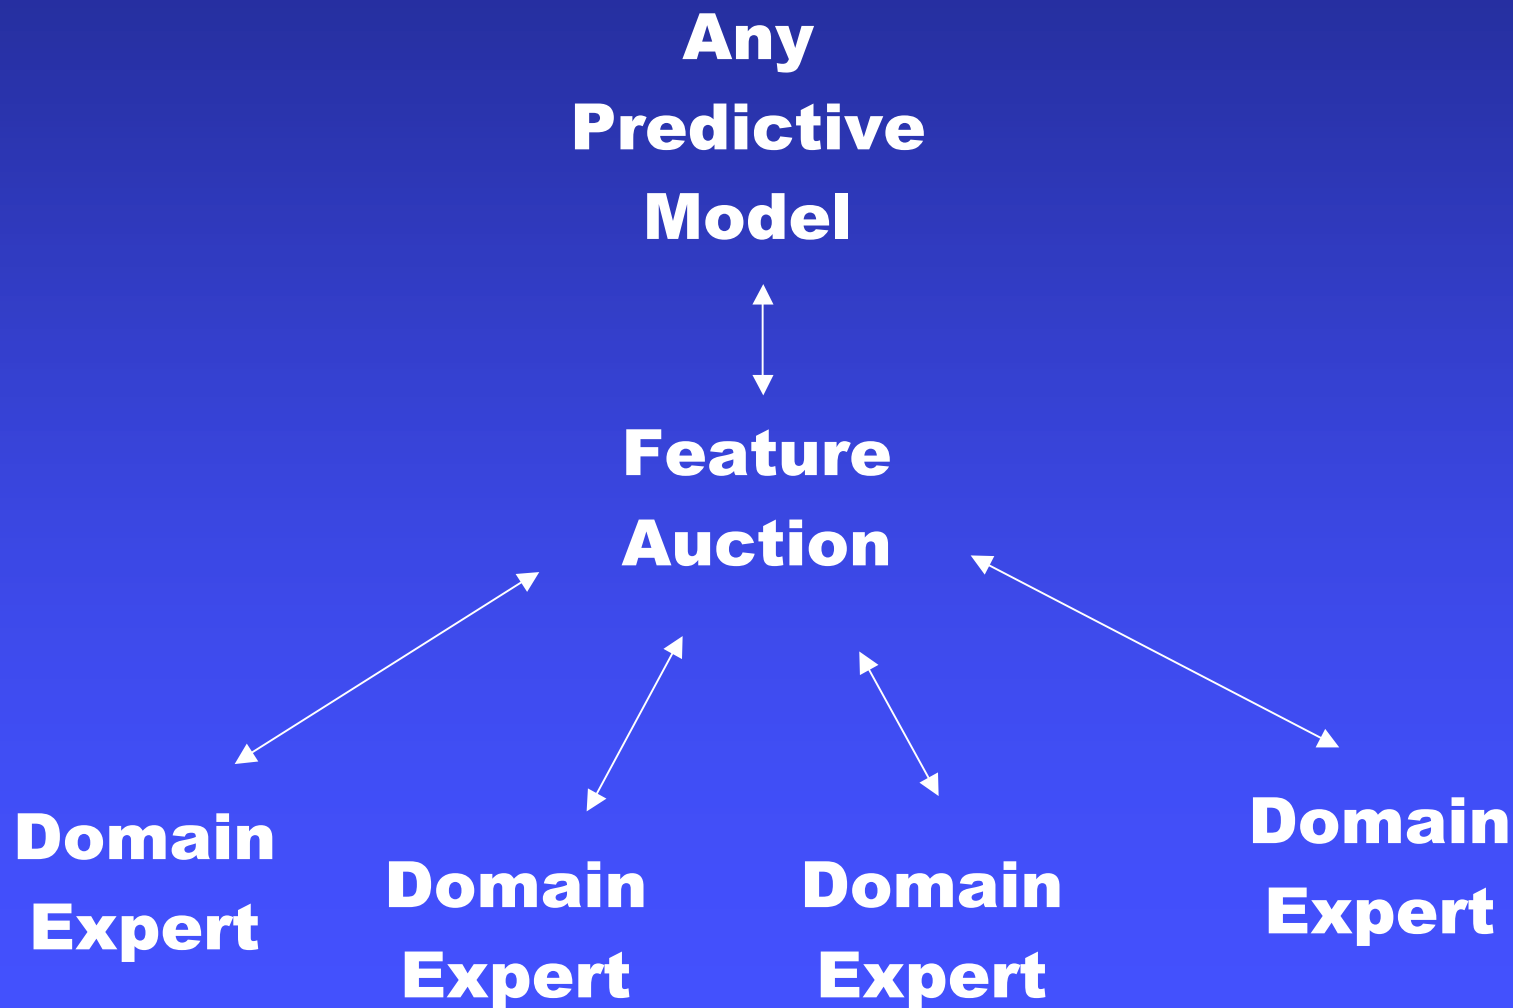 Any
Predictive
Model
Feature
Auction
Domain
Expert
Domain
Expert
Domain
Expert
Domain
Expert